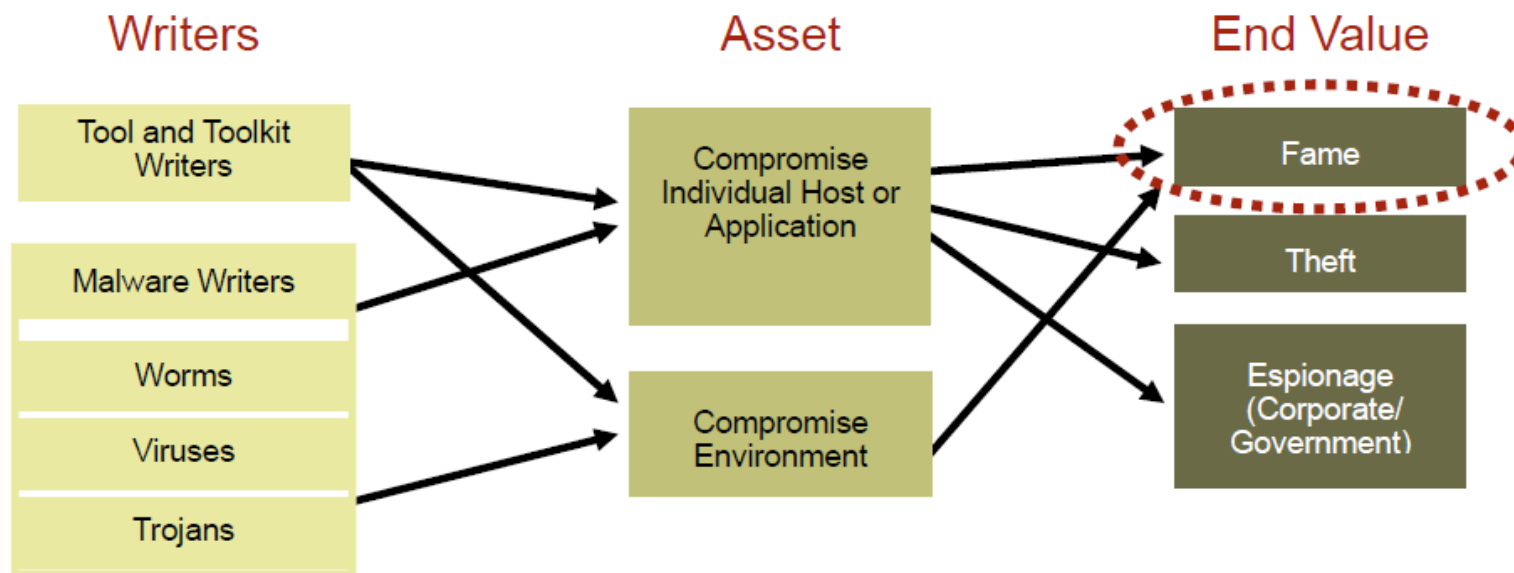 Writers
Asset
End Value
Tool and Toolkit
Writers
Malware Writers
Worms
Viruses
Trojans
Compromise
Individual Host or
Application
Compromise
Environment
Fame
Theft
Espionage
(Corporate/
Government)